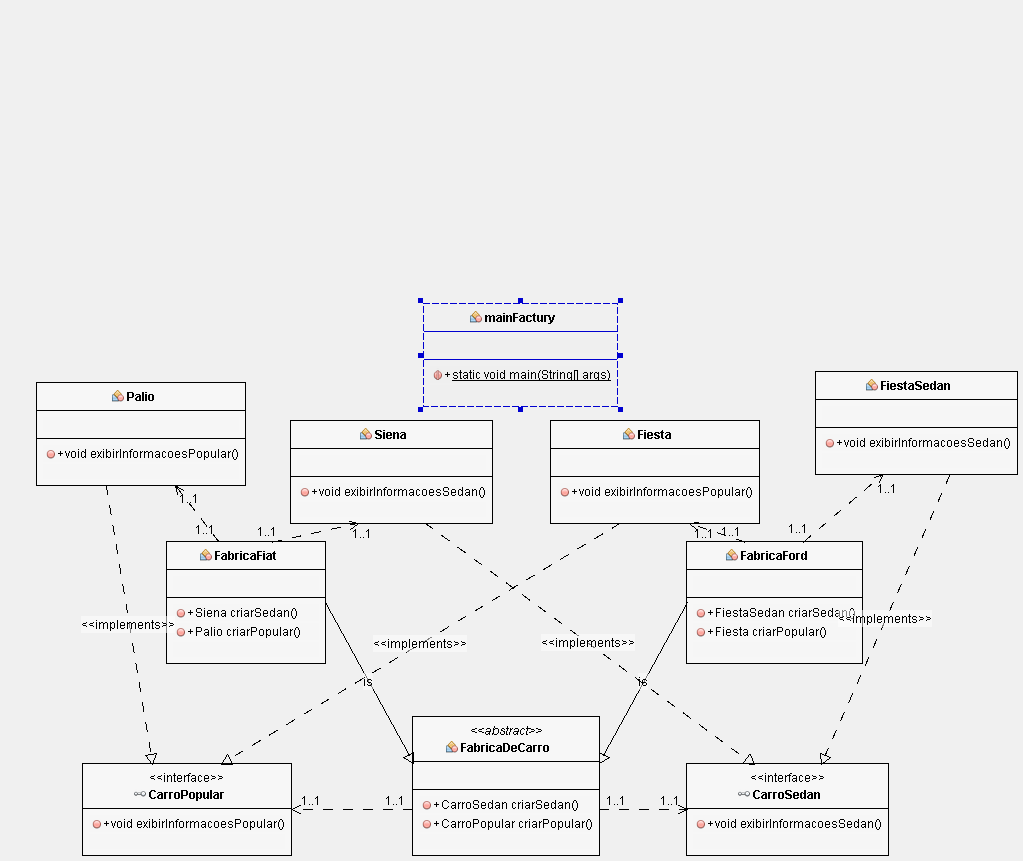 mainFactury
+static void main(String[] args)
Palio
+void exibirInformacoesPopular()
Siena
+void exibirInformacoesSedan()
Fiesta
+void exibirInformacoesPopular()
FiestaSedan
+void exibirInformacoesSedan()
1..1
1..1
1..1
1..1
1..1
1..1
1..1
1..1
FabricaFiat
+Siena criarSedan()
+Palio criarPopular()
FabricaFord
+FiestaSedan criarSedan()
+Fiesta criarPopular()
<<implements>>
<<implements>>
<<implements>>
<<implements>>
is
is
<<abstract>>
FabricaDeCarro
+CarroSedan criarSedan()
+CarroPopular criarPopular()
<<interface>>
CarroPopular
+void exibirInformacoesPopular()
1..1
1..1
1..1
1..1
<<interface>>
CarroSedan
+void exibirInformacoesSedan()